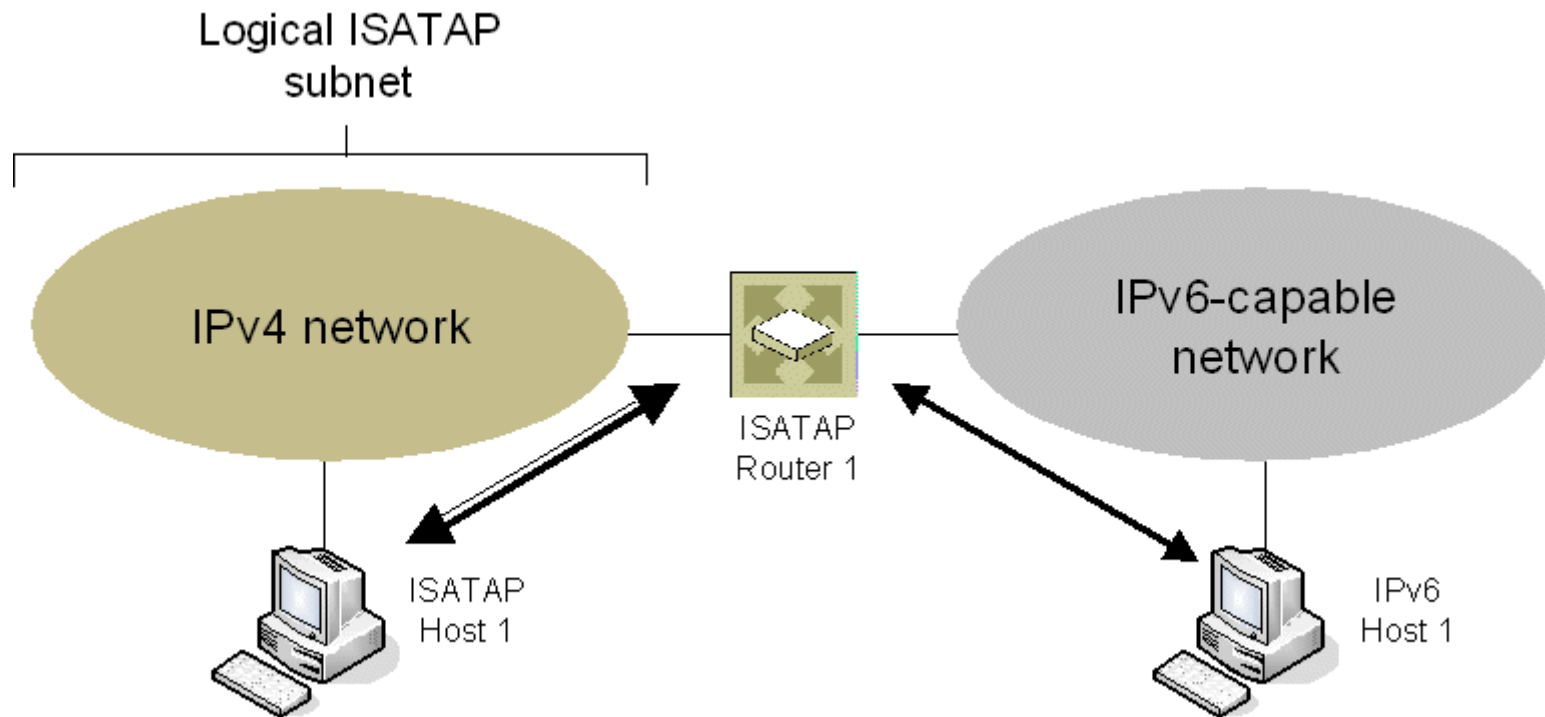 Logical ISATAP
subnet
IPv4 network
IPv6-capable
network
ISATAP
Router 1
ISATAP
Host 1
IPv6
Host 1